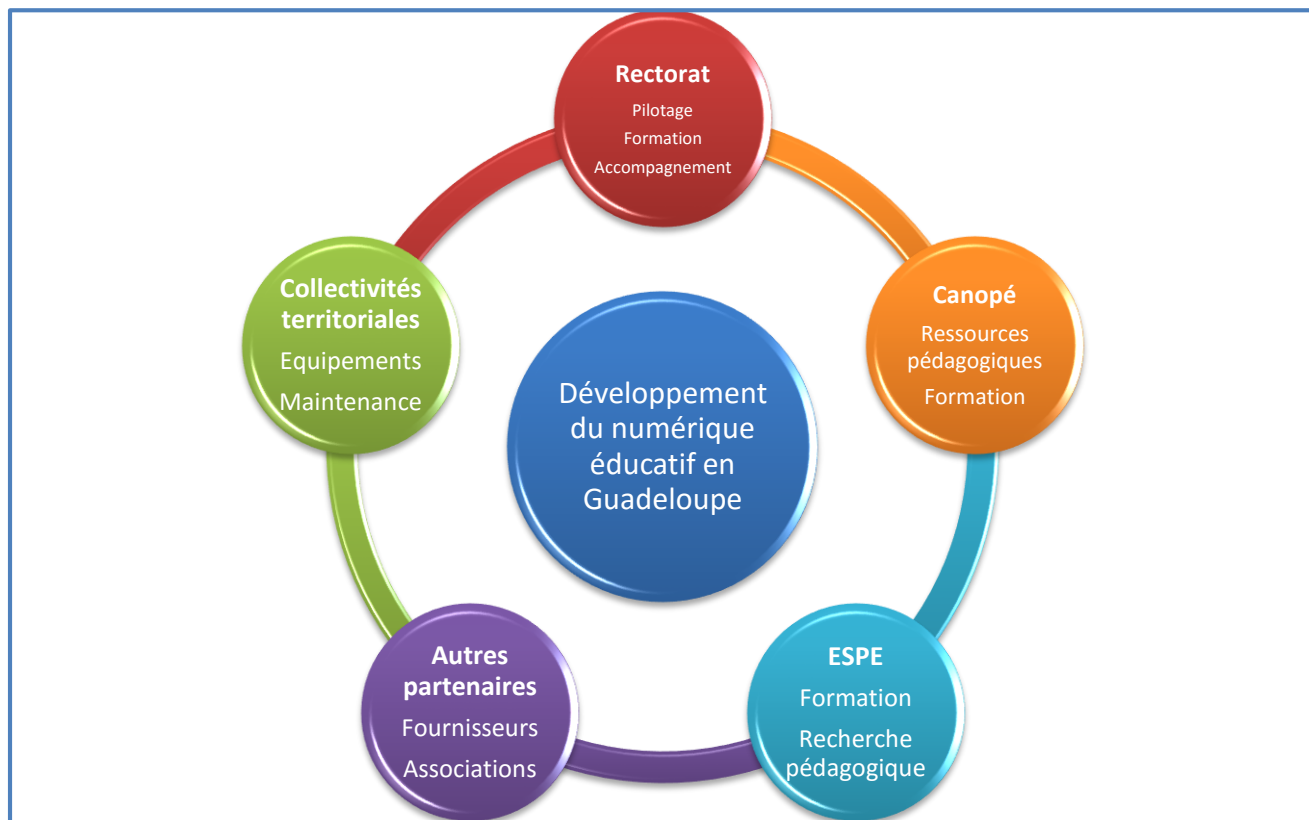 Rectorat
Pilotage
Formation
Accompagnement
Canopé
Ressources
pédagogiques
Formation
ESPE
Formation
Recherche
pédagogique
Autres
partenaires
Fournisseurs
Associations
Collectivités
territoriales
Equipements
Maintenance
Développement
du numérique
éducatif en
Guadeloupe